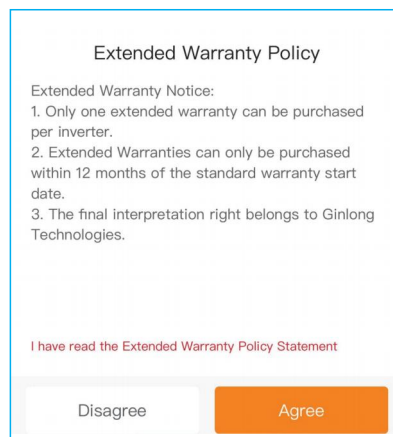 Extended Warranty Policy
Extended Warranty Notice:
1. Only one extended warranty can be purchased
per inverter.
2. Extended Warranties can only be purchased
within 12 months of the standard warranty start
date.
3. The final interpretation right belongs to Ginlong
Technologies.
I have read the Extended Warranty Policy Statement
Disagree
Agree